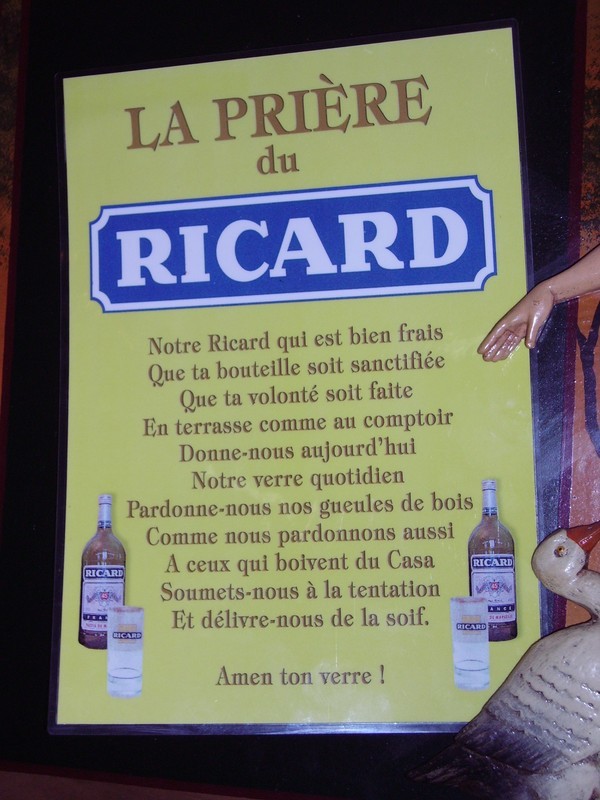 LA PRIÈRE
du
RICARD
Notre Ricard qui est bien frais
Que ta bouteille soit sanctifiée
Que ta volonté soit faite
En terrasse comme au comptoir
Donne-nous aujourd'hui
Notre verre quotidien
Pardonne-nous nos gueules de bois
Comme nous pardonnons aussi
A ceux qui boivent du Casa
Soumets-nous à la tentation
Et délivre-nous de la soif.
Amen ton verre !
RICARD
45
RICARD
RICARD
45
RICARD